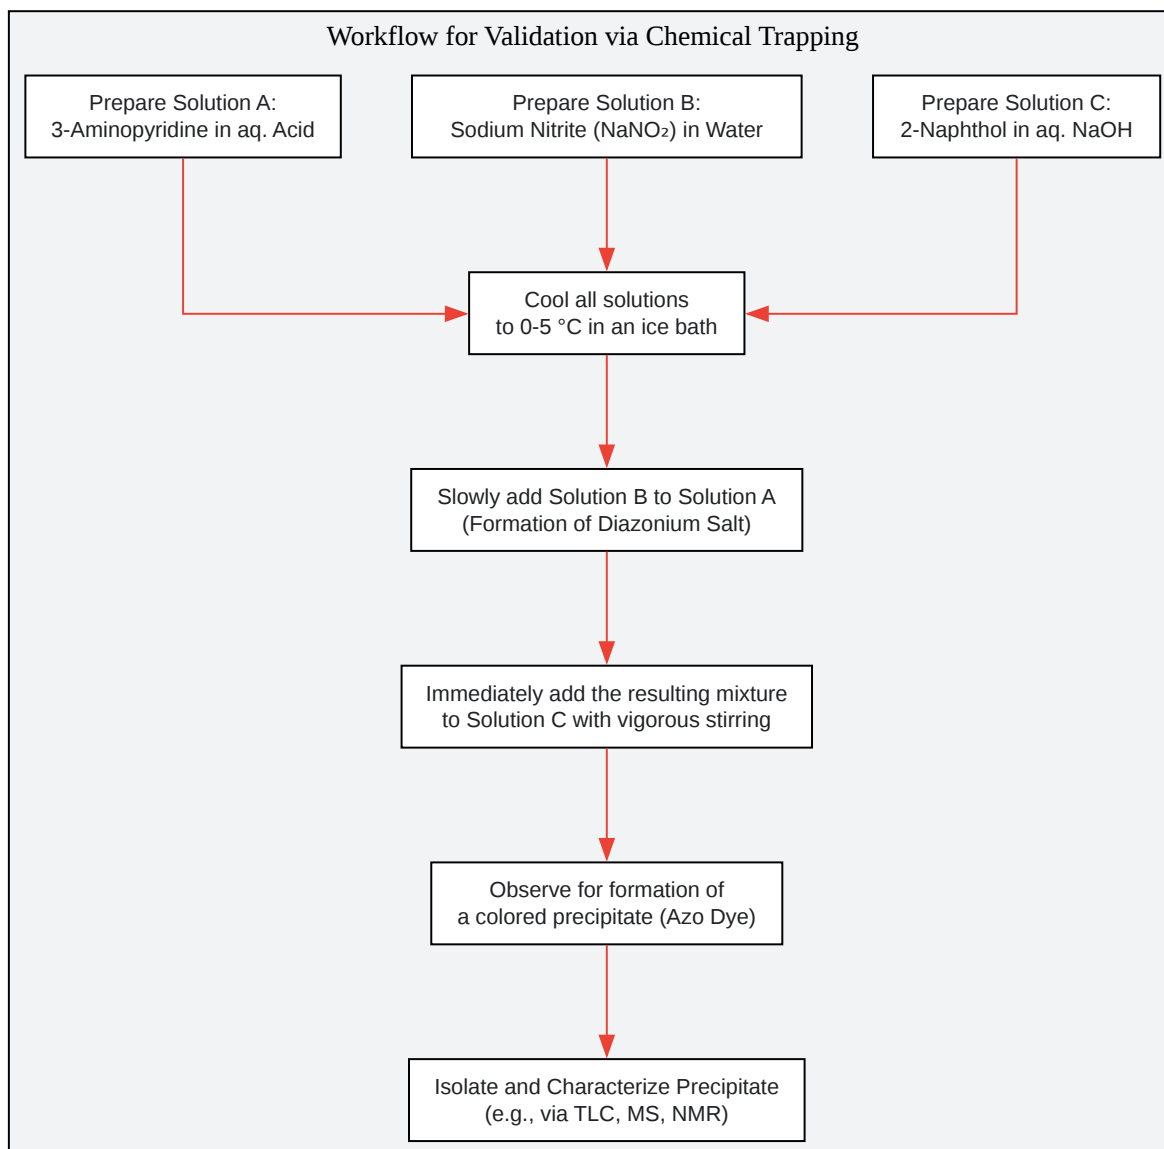 Workflow for Validation via Chemical Trapping
Prepare Solution A:
3-Aminopyridine in aq. Acid
Prepare Solution B:
Sodium Nitrite (NaNO₂) in Water
Prepare Solution C:
2-Naphthol in aq. NaOH
Cool all solutions
to 0-5 °C in an ice bath
Slowly add Solution B to Solution A
(Formation of Diazonium Salt)
Immediately add the resulting mixture
to Solution C with vigorous stirring
Observe for formation of
a colored precipitate (Azo Dye)
Isolate and Characterize Precipitate
(e.g., via TLC, MS, NMR)